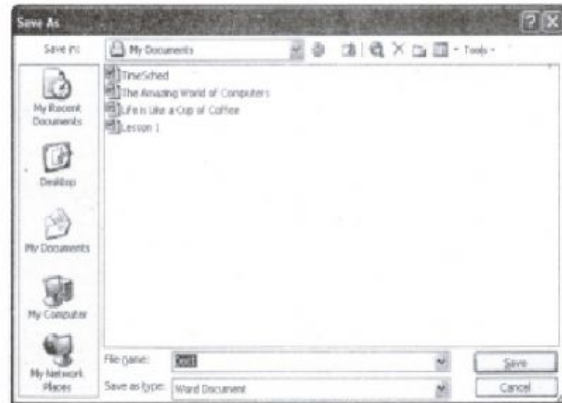 Save As
Save in:
My Documents
Tools
My Recent
Documents
Desktop
My Documents
My Computer
My Network
Places
TimeSched
The Amazing World of Computers
Life is Like a Cup of Coffee
Lesson 1
File name:
Save
Save as type:
Word Document
Cancel